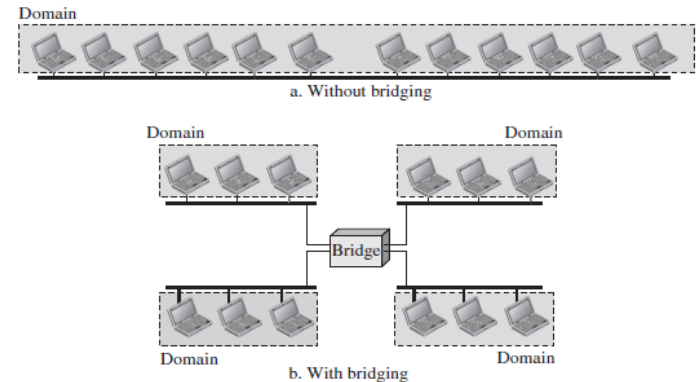 Domain
a. Without bridging
Domain Domain
Bridge
Domain Domain
b. With bridging